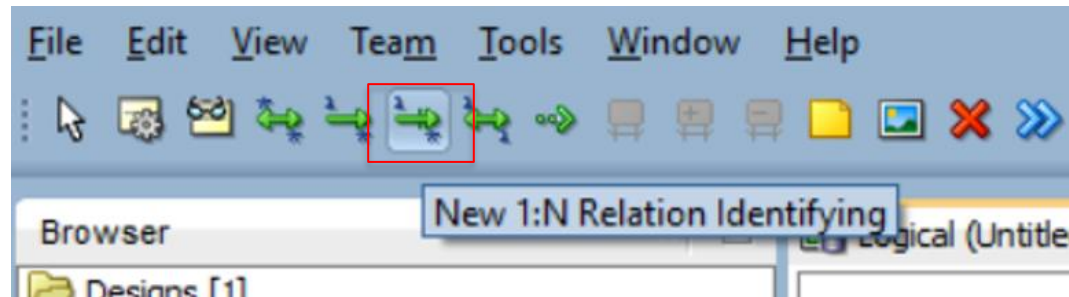 File Edit View Team Tools Window Help
New 1:N Relation Identifying
Browser
Logical (Untitle
Designs [1]